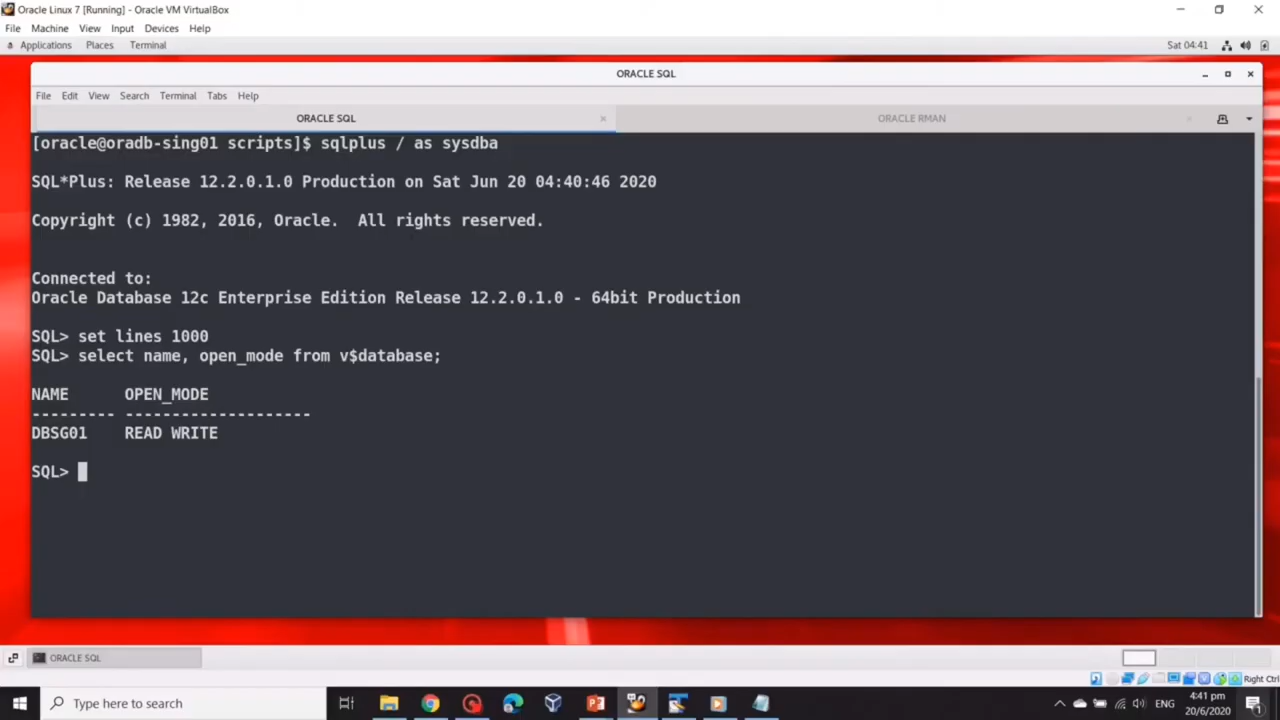 Oracle Linux 7 [Running] - Oracle VM VirtualBox
File Machine View Input Devices Help
Applications Places Terminal Sat 04:41
ORACLE SQL
File Edit View Search Terminal Tabs Help
ORACLE SQL ORACLE RMAN
[oracle@oradb-sing01 scripts]$ sqlplus / as sysdba
SQL*Plus: Release 12.2.0.1.0 Production on Sat Jun 20 04:40:46 2020
Copyright (c) 1982, 2016, Oracle.  All rights reserved.
Connected to:
Oracle Database 12c Enterprise Edition Release 12.2.0.1.0 - 64bit Production
SQL> set lines 1000
SQL> select name, open_mode from v$database;
NAME      OPEN_MODE
--------- --------------------
DBSG01    READ WRITE
SQL>
ORACLE SQL
Right Ctrl
Type here to search ENG 4:41 pm
20/6/2020 1